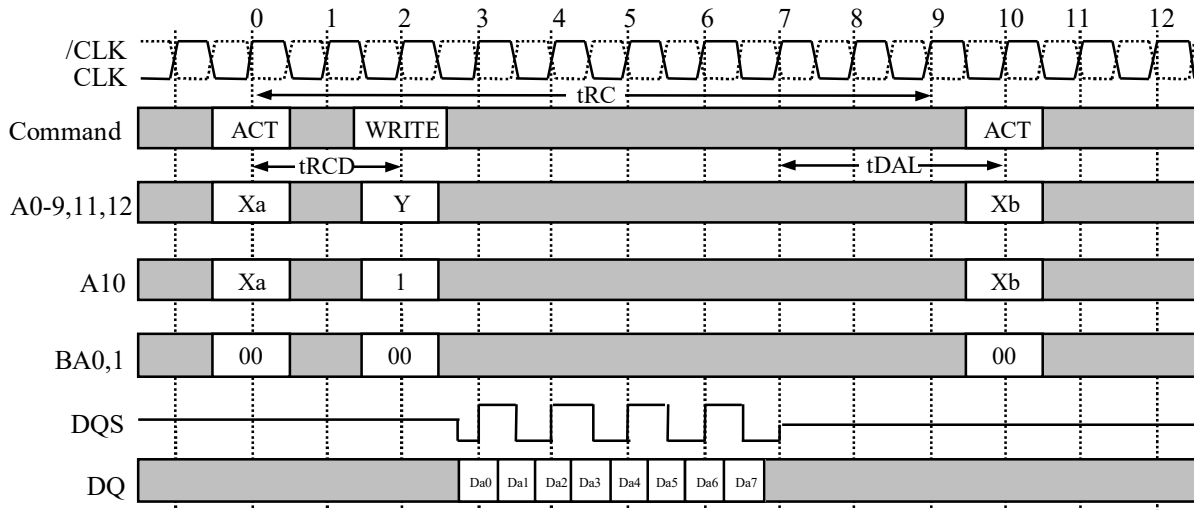 0 1 2 3 4 5 6 7 8 9 10 11 12
/CLK
CLK
tRC
Command ACT WRITE ACT
tRCD tDAL
A0-9,11,12 Xa Y Xb
A10 Xa 1 Xb
BA0,1 00 00 00
DQS
DQ Da0 Da1 Da2 Da3 Da4 Da5 Da6 Da7